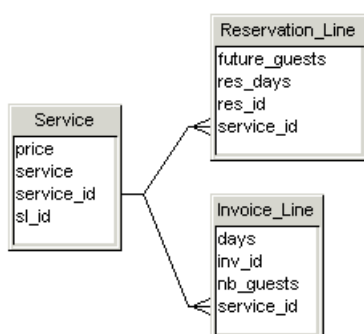 Reservation_Line
future_guests
res_days
res_id
service_id
Service
price
service
service_id
sl_id
Invoice_Line
days
inv_id
nb_guests
service_id